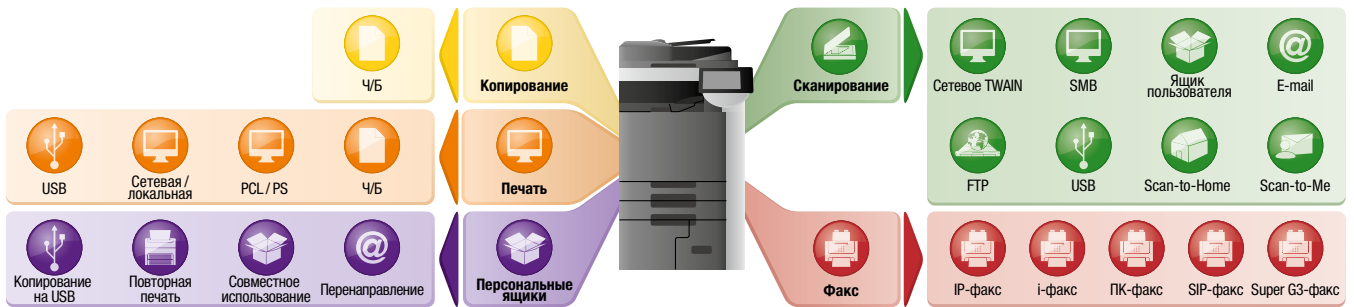 Ч/Б
Копирование
USB
Сетевая /
локальная
PCL / PS
Ч/Б
Печать
Копирование
на USB
Повторная
печать
Совместное
использование
Перенаправление
Персональные
ящики
Сканирование
Сетевое TWAIN
SMB
Ящик
пользователя
E-mail
FTP
USB
Scan-to-Home
Scan-to-Me
Факс
IP-факс
i-факс
ПК-факс
SIP-факс
Super G3-факс